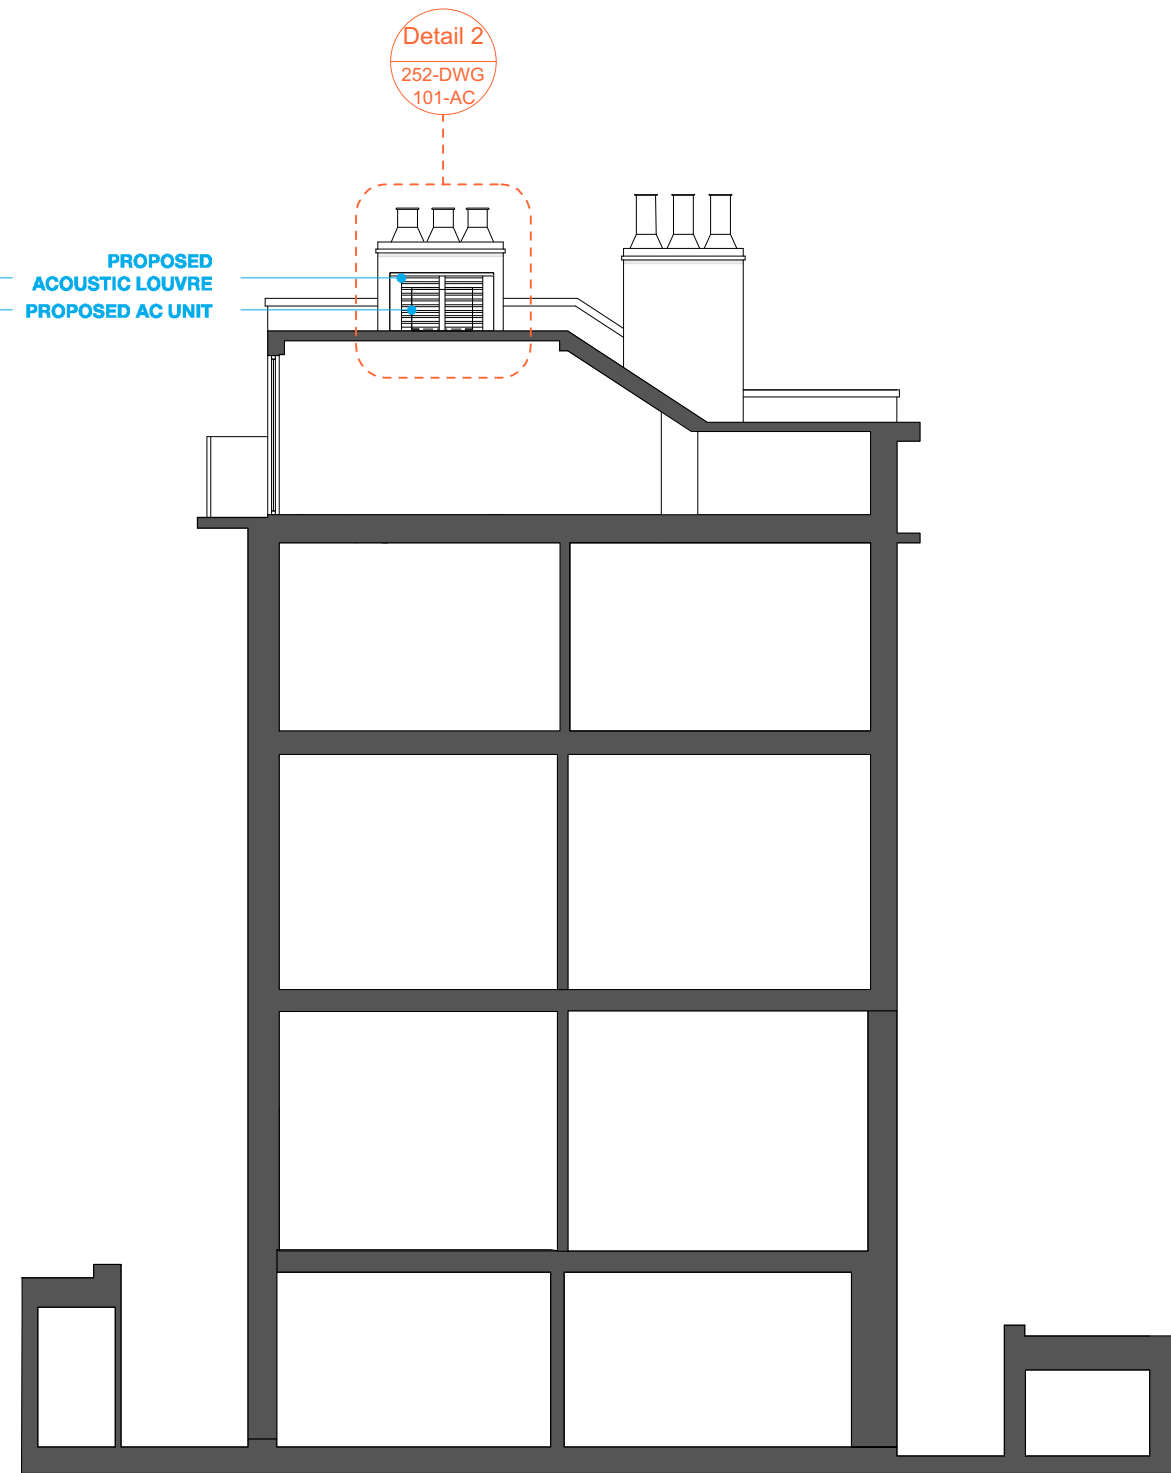 Detail 2
252-DWG
101-AC
PROPOSED
ACOUSTIC LOUVRE
PROPOSED AC UNIT